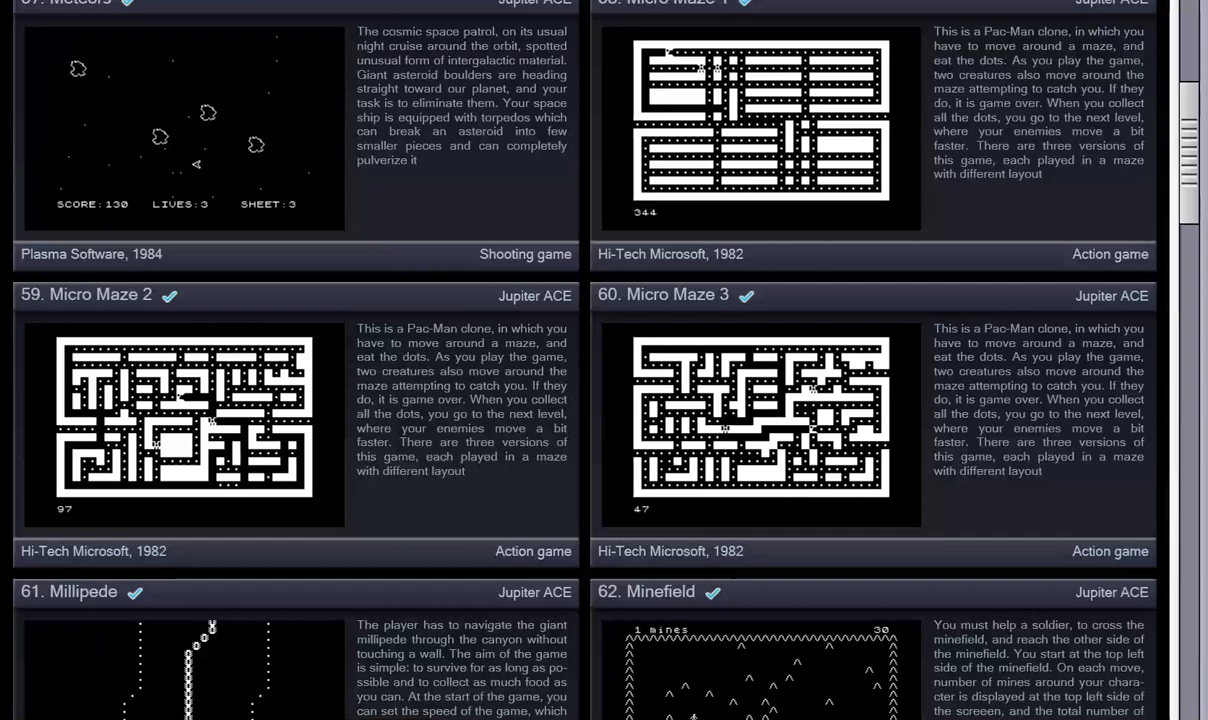 57. Meteors
Jupiter ACE
The cosmic space patrol, on its usual
night cruise around the orbit, spotted
unusual form of intergalactic material.
Giant asteroid boulders are heading
straight toward our planet, and your
task is to eliminate them. Your space
ship is equipped with torpedos which
can break an asteroid into few
smaller pieces and can completely
pulverize it
SCORE:130 LIVES:3 SHEET:3
Plasma Software, 1984
Shooting game
58. Micro Maze 1
Jupiter ACE
This is a Pac-Man clone, in which you
have to move around a maze, and
eat the dots. As you play the game,
two creatures also move around the
maze attempting to catch you. If they
do, it is game over. When you collect
all the dots, you go to the next level,
where your enemies move a bit
faster. There are three versions of
this game, each played in a maze
with different layout
344
Hi-Tech Microsoft, 1982
Action game
59. Micro Maze 2
Jupiter ACE
This is a Pac-Man clone, in which you
have to move around a maze, and
eat the dots. As you play the game,
two creatures also move around the
maze attempting to catch you. If they
do, it is game over. When you collect
all the dots, you go to the next level,
where your enemies move a bit
faster. There are three versions of
this game, each played in a maze
with different layout
97
Hi-Tech Microsoft, 1982
Action game
60. Micro Maze 3
Jupiter ACE
This is a Pac-Man clone, in which you
have to move around a maze, and
eat the dots. As you play the game,
two creatures also move around the
maze attempting to catch you. If they
do, it is game over. When you collect
all the dots, you go to the next level,
where your enemies move a bit
faster. There are three versions of
this game, each played in a maze
with different layout
47
Hi-Tech Microsoft, 1982
Action game
61. Millipede
Jupiter ACE
The player has to navigate the giant
millipede through the canyon without
touching a wall. The aim of the game
is simple: to survive for as long as po-
ssible and to collect as much food as
you can. At the start of the game, you
can set the speed of the game, which
62. Minefield
Jupiter ACE
1 mines 30
You must help a soldier, to cross the
minefield, and reach the other side of
the minefield. You start at the top left
side of the minefield. On each move,
number of mines around your chara-
cter is displayed at the top left side of
the screeen, and the total number of